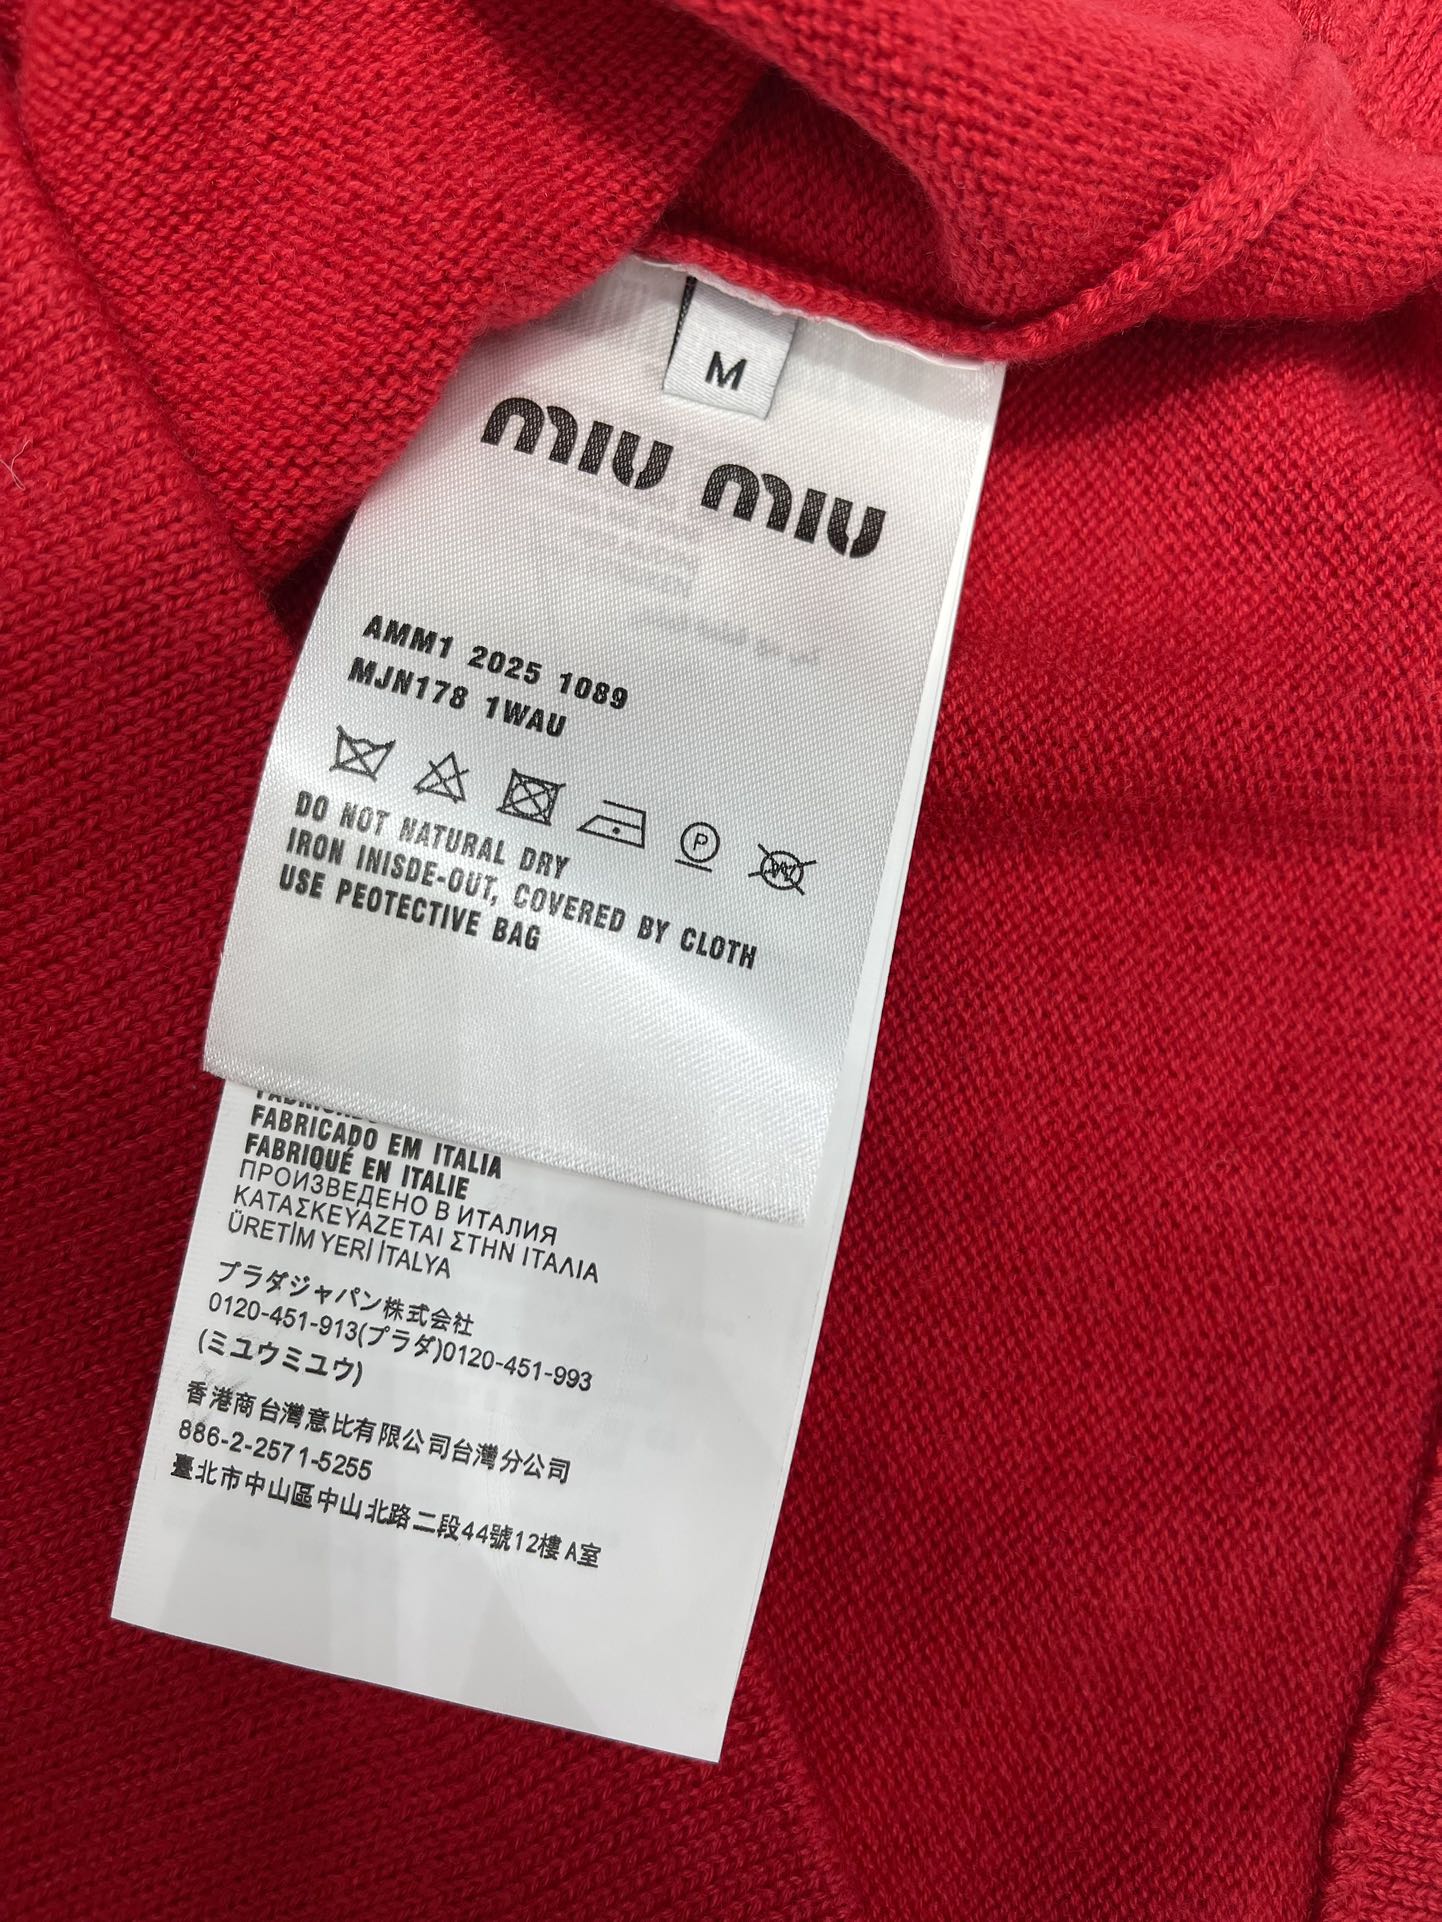 M
miu miu
AMM1 2025 1089
MJN178 1WAU
P
DO NOT NATURAL DRY
IRON INISDE-OUT, COVERED BY CLOTH
USE PEOTECTIVE BAG
FABRICADO EM ITALIA
FABRIQUÉ EN ITALIE
ПРОИЗВЕДЕНО В ИТАЛИЯ
ΚΑΤΑΣΚΕΥΑΖΕΤΑΙ ΣΤΗΝ ΙΤΑΛΙΑ
ÜRETİM YERİ İTALYA
プラダジャパン株式会社
0120-451-913(プラダ)0120-451-993
(ミユウミユウ)
香港商台灣意比有限公司台灣分公司
886-2-2571-5255
臺北市中山區中山北路二段44號12樓A室